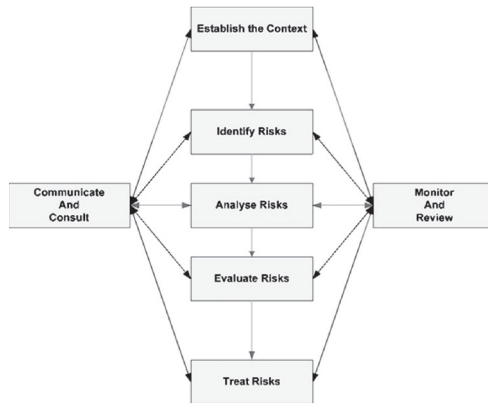 Establish the Context
Identify Risks
Communicate
And
Consult
Analyse Risks
Monitor
And
Review
Evaluate Risks
Treat Risks